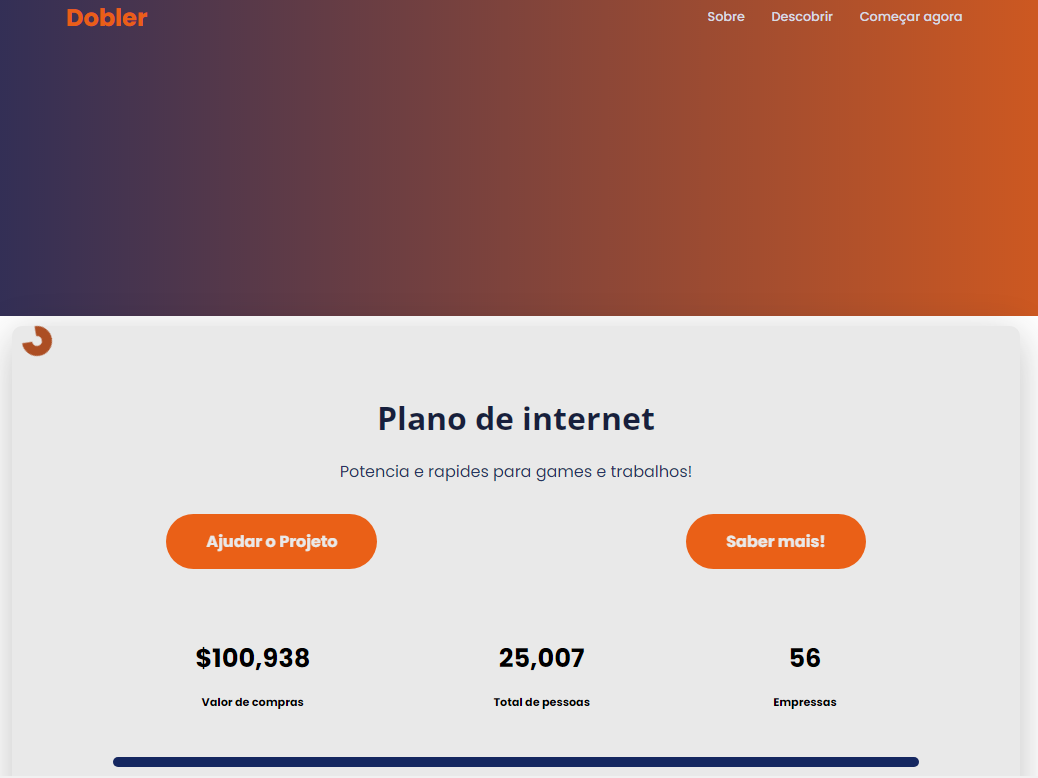 Dobler
Sobre
Descobrir
Começar agora
Plano de internet
Potencia e rapides para games e trabalhos!
Ajudar o Projeto
Saber mais!
$100,938
25,007
56
Valor de compras
Total de pessoas
Empressas